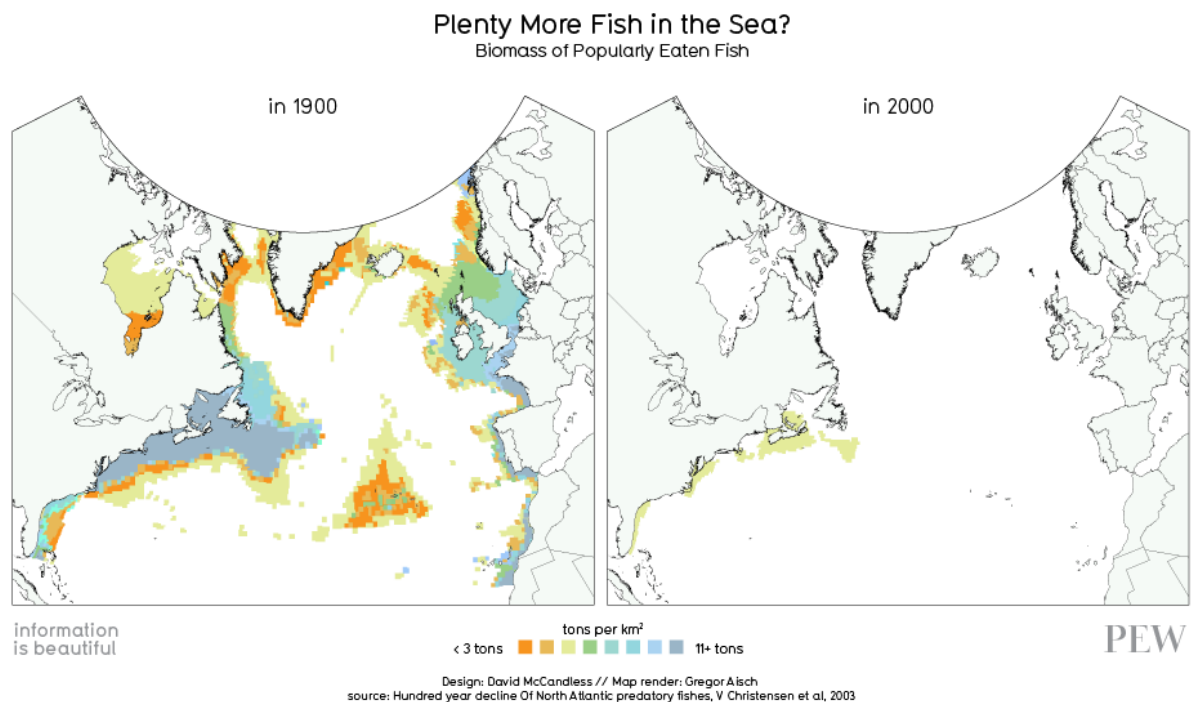 Plenty More Fish in the Sea?
Biomass of Popularly Eaten Fish
in 1900
in 2000
information
is beautiful
tons per km²
< 3 tons
11+ tons
PEW
Design: David McCandless // Map render: Gregor Aisch
source: Hundred year decline Of North Atlantic predatory fishes, V Christensen et al, 2003